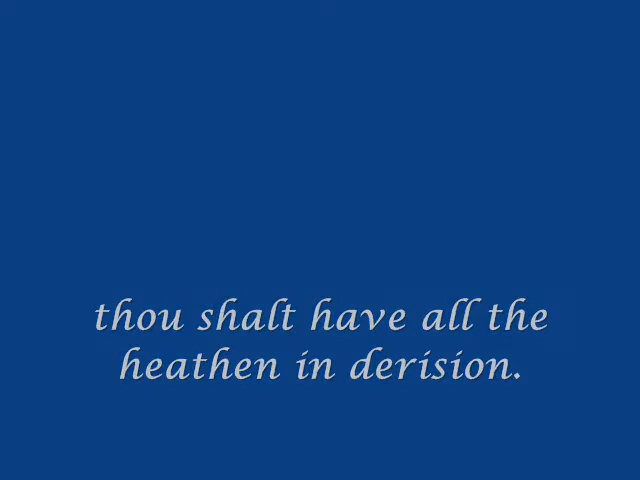 thou shalt have all the
heathen in derision.